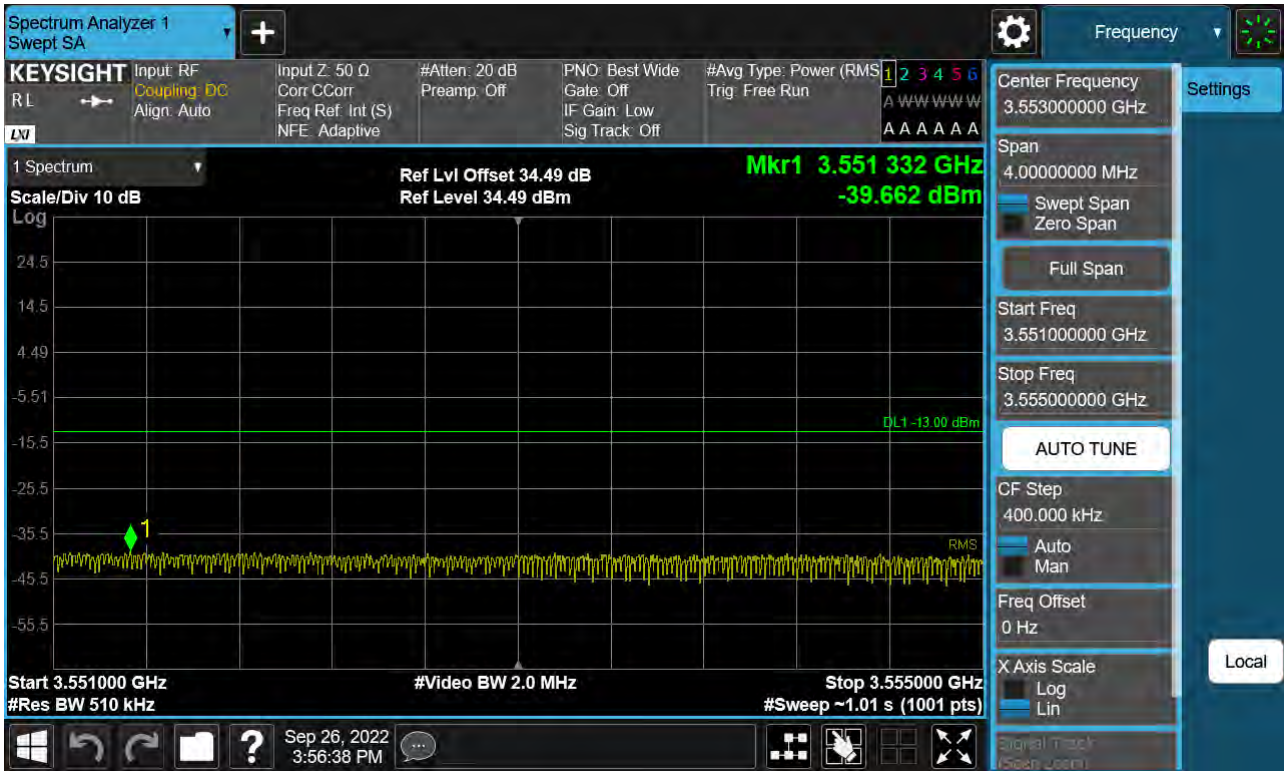 Spectrum Analyzer 1
Swept SA
+
Frequency
KEYSIGHT
RL
LXI
Input: RF
Coupling: DC
Align: Auto
Input Z: 50 Ω
Corr CCorr
Freq Ref: Int (S)
NFE: Adaptive
#Atten: 20 dB
Preamp: Off
PNO: Best Wide
Gate: Off
IF Gain: Low
Sig Track: Off
#Avg Type: Power (RMS
Trig: Free Run
1 2 3 4 5 6
A W W W W W
A A A A A A
1 Spectrum
Scale/Div 10 dB
Log
Ref Lvl Offset 34.49 dB
Ref Level 34.49 dBm
Mkr1 3.551 332 GHz
-39.662 dBm
24.5
14.5
4.49
-5.51
DL1 -13.00 dBm
-15.5
-25.5
-35.5
1
RMS
-45.5
-55.5
Start 3.551000 GHz
#Res BW 510 kHz
#Video BW 2.0 MHz
Stop 3.555000 GHz
#Sweep ~1.01 s (1001 pts)
?
Sep 26, 2022
3:56:38 PM
Center Frequency
3.553000000 GHz
Span
4.00000000 MHz
Swept Span
Zero Span
Full Span
Start Freq
3.551000000 GHz
Stop Freq
3.555000000 GHz
AUTO TUNE
CF Step
400.000 kHz
Auto
Man
Freq Offset
0 Hz
X Axis Scale
Log
Lin
Signal Track
(Span Zoom)
Settings
Local